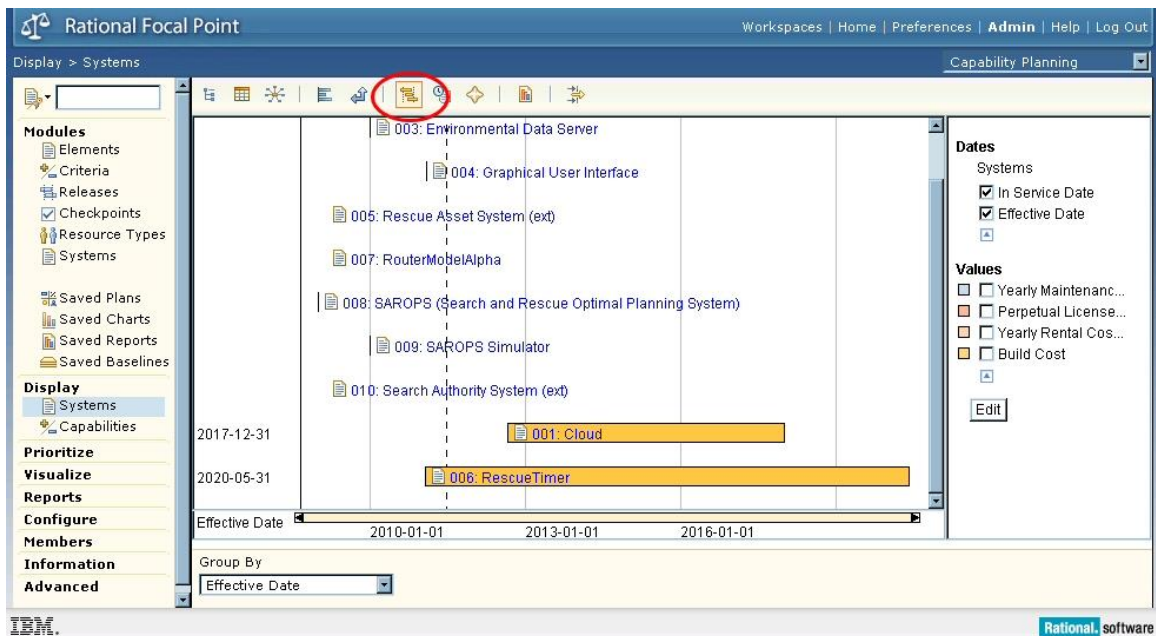 Rational Focal Point
Workspaces | Home | Preferences | Admin | Help | Log Out
Display > Systems
Capability Planning
Modules
Elements
Criteria
Releases
Checkpoints
Resource Types
Systems
Saved Plans
Saved Charts
Saved Reports
Saved Baselines
Display
Systems
Capabilities
Prioritize
Visualize
Reports
Configure
Members
Information
Advanced
003: Environmental Data Server
004: Graphical User Interface
005: Rescue Asset System (ext)
007: RouterModelAlpha
008: SAROPS (Search and Rescue Optimal Planning System)
009: SAROPS Simulator
010: Search Authority System (ext)
2017-12-31
001: Cloud
2020-05-31
006: RescueTimer
Effective Date
2010-01-01
2013-01-01
2016-01-01
Group By
Effective Date
Dates
Systems
In Service Date
Effective Date
Values
Yearly Maintenanc...
Perpetual License...
Yearly Rental Cos...
Build Cost
Edit
IBM.
Rational. software